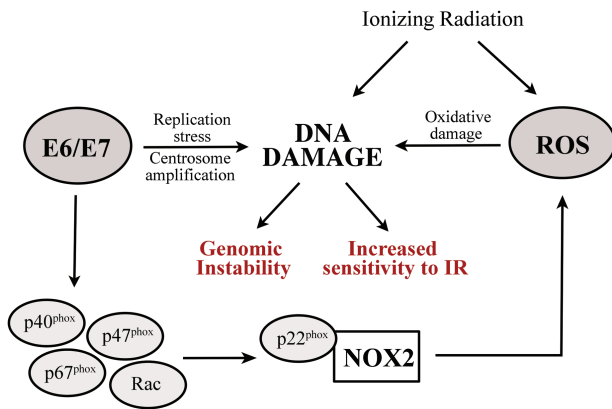 Ionizing Radiation
E6/E7
Replication
stress
Centrosome
amplification
DNA
DAMAGE
Oxidative
damage
ROS
Genomic
Instability
Increased
sensitivity to IR
p40phox
p47phox
p67phox
Rac
p22phox
NOX2